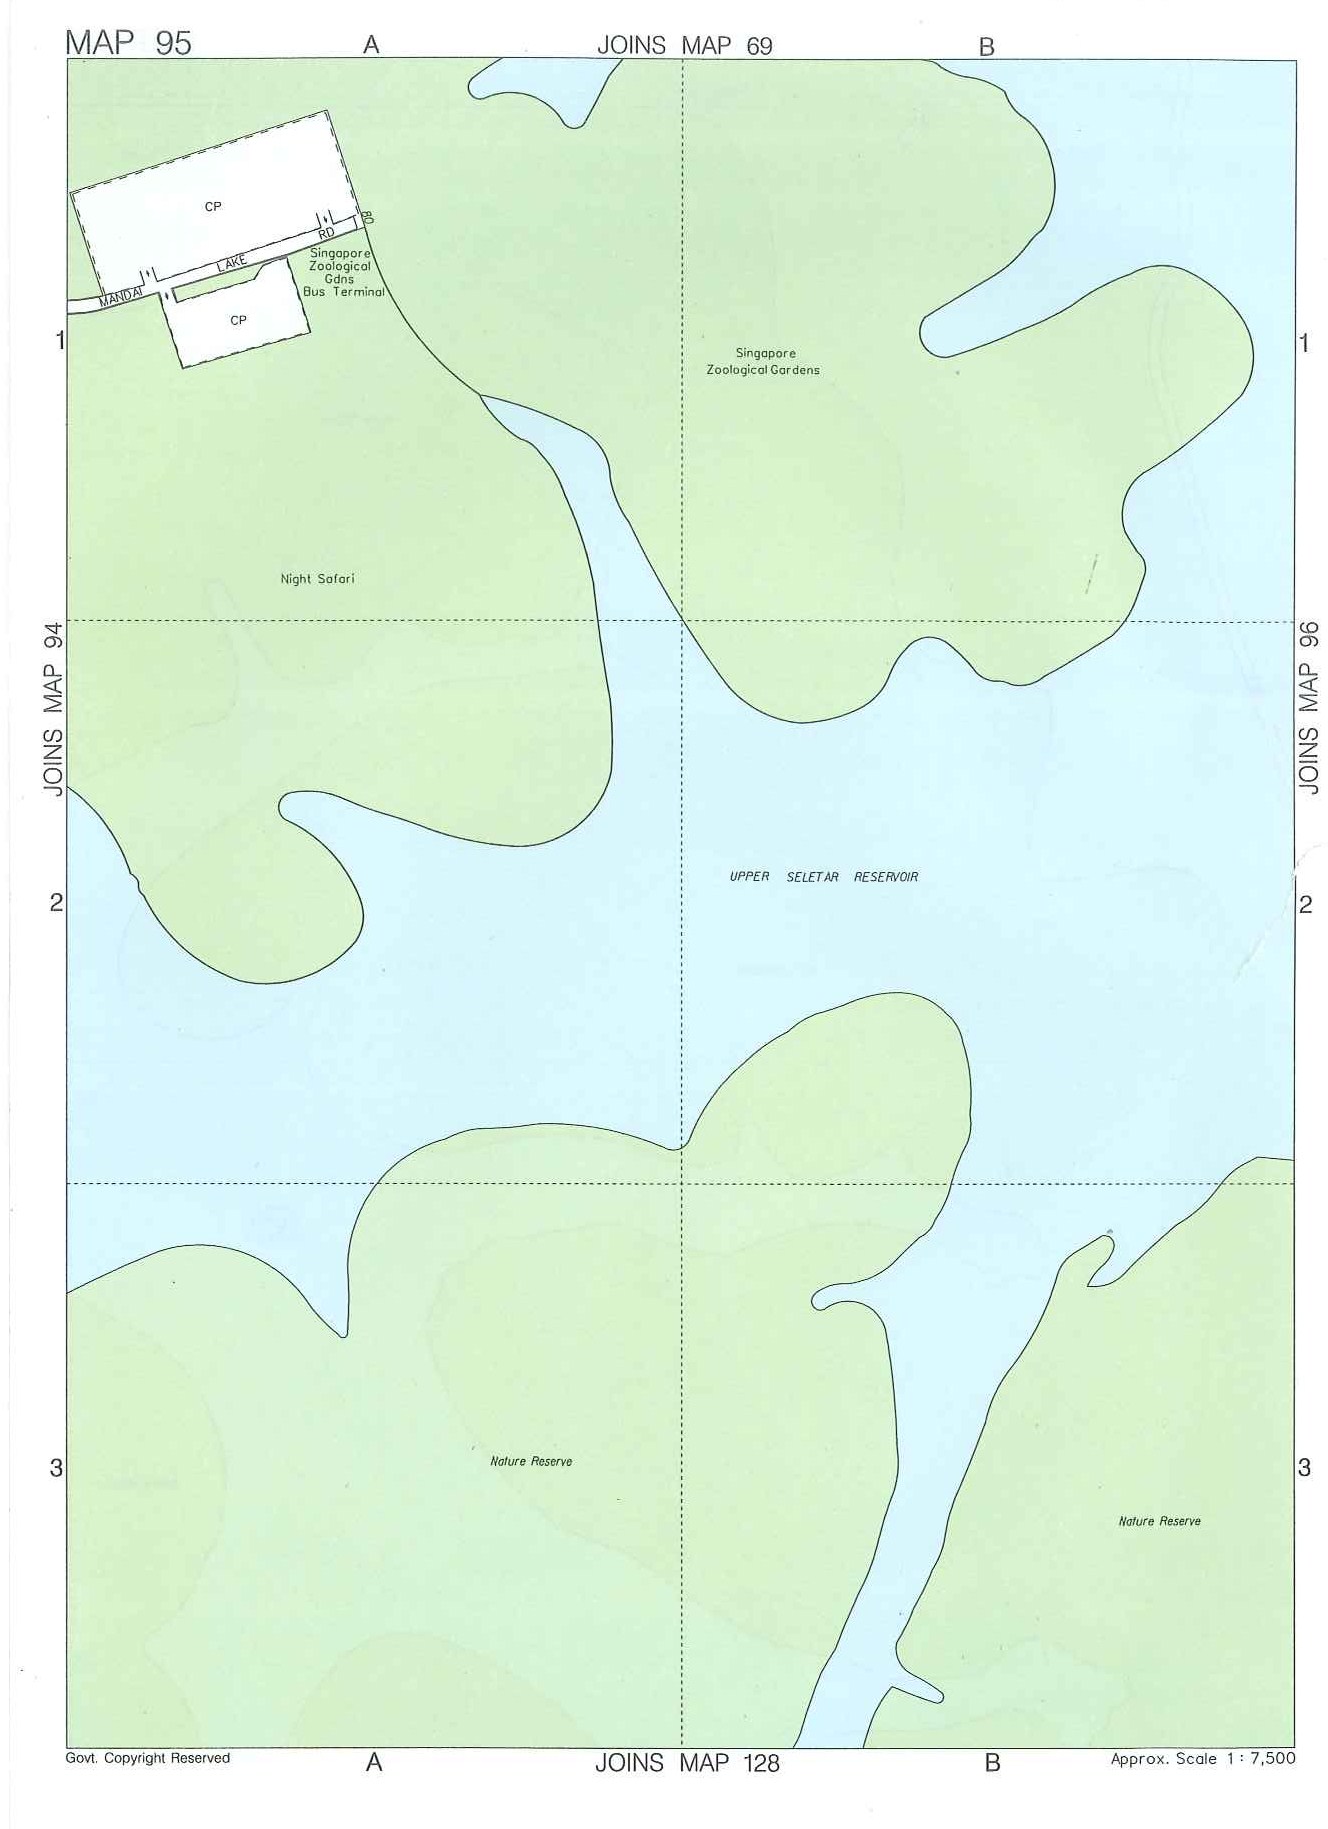 MAP 95
A
JOINS MAP 69
B
CP
80
MANDAI LAKE RD
Singapore
Zoological
Gdns
Bus Terminal
CP
1
1
Singapore
Zoological Gardens
Night Safari
JOINS MAP 94
JOINS MAP 96
UPPER SELETAR RESERVOIR
2
2
3
3
Nature Reserve
Nature Reserve
Govt. Copyright Reserved
A
JOINS MAP 128
B
Approx. Scale 1 : 7,500